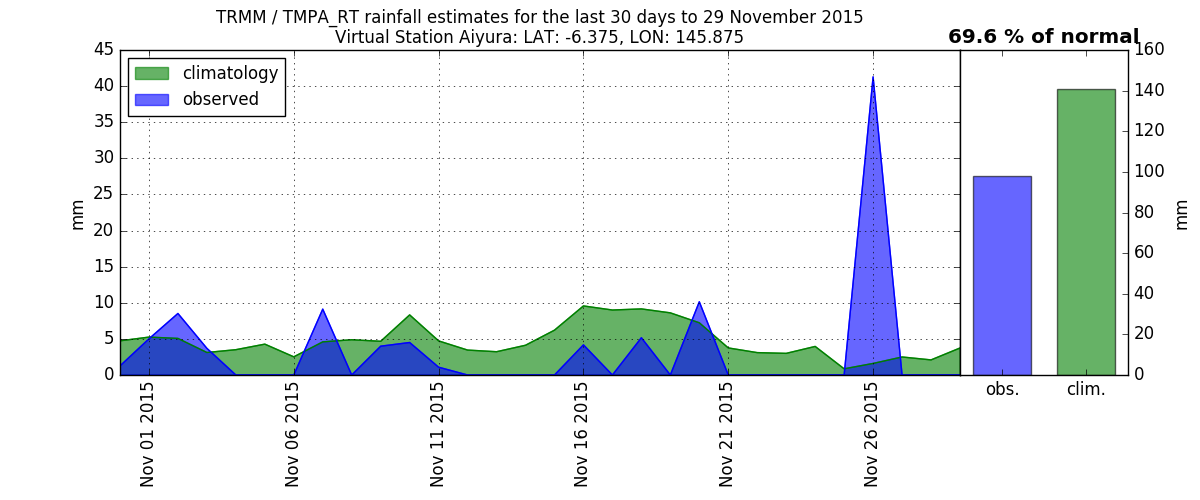 TRMM / TMPA_RT rainfall estimates for the last 30 days to 29 November 2015
Virtual Station Aiyura: LAT: -6.375, LON: 145.875
69.6 % of normal
climatology
observed
mm
45
40
35
30
25
20
15
10
5
0
Nov 01 2015
Nov 06 2015
Nov 11 2015
Nov 16 2015
Nov 21 2015
Nov 26 2015
obs.
clim.
160
140
120
100
80
60
40
20
0
mm